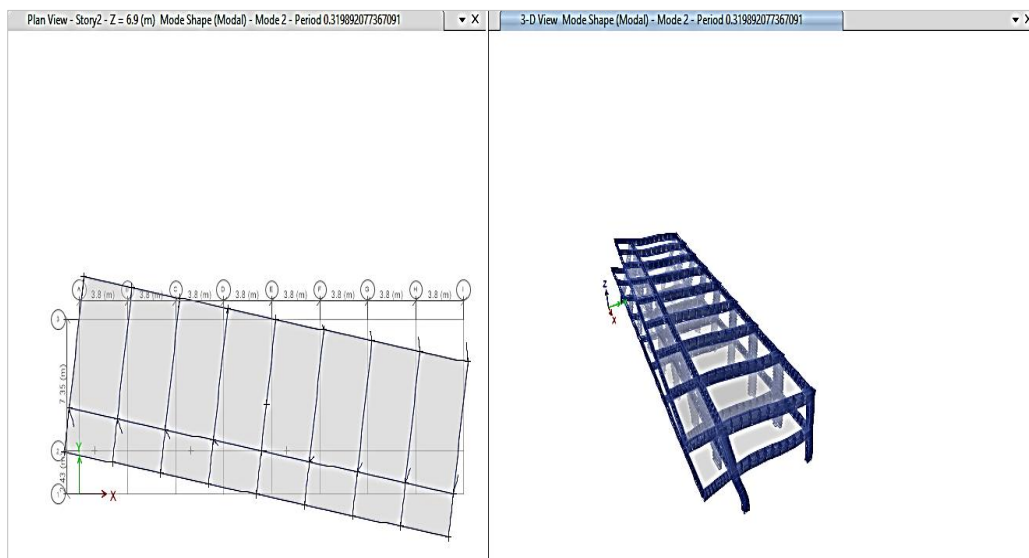 Plan View - Story2 - Z = 6.9 (m) Mode Shape (Modal) - Mode 2 - Period 0.319892077367091
X
3-D View Mode Shape (Modal) - Mode 2 - Period 0.319892077367091
X
A C D E F G H I
3.8 (m) 3.8 (m) 3.8 (m) 3.8 (m) 3.8 (m) 3.8 (m) 3.8 (m) 3.8 (m)
3
7.35 (m)
2
Y
X
Z
X